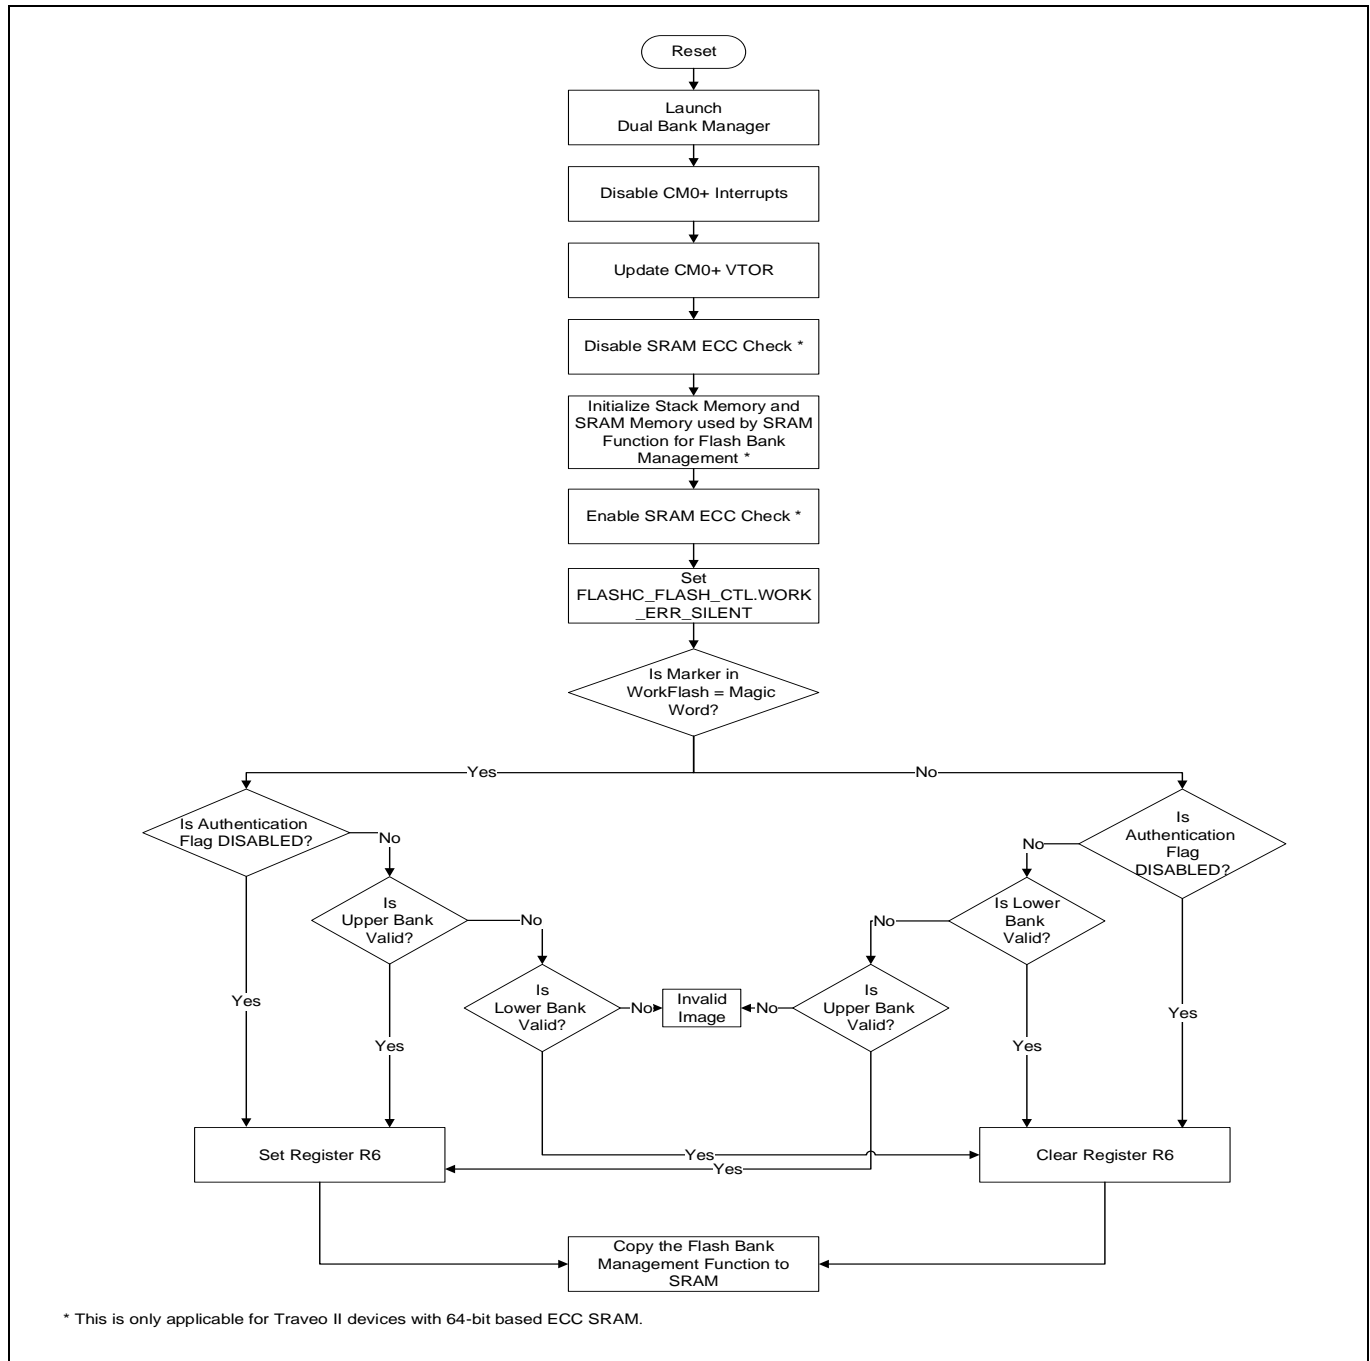 Reset
Launch
Dual Bank Manager
Disable CM0+ Interrupts
Update CM0+ VTOR
Disable SRAM ECC Check *
Initialize Stack Memory and
SRAM Memory used by SRAM
Function for Flash Bank
Management *
Enable SRAM ECC Check *
Set
FLASHC_FLASH_CTL.WORK
_ERR_SILENT
Is Marker in
WorkFlash = Magic
Word?
Yes
No
Is Authentication
Flag DISABLED?
No
Is
Authentication
Flag
DISABLED?
No
Is
Upper Bank
Valid?
No
Is Lower
Bank
Valid?
No
Is
Lower Bank
Valid?
No
Invalid
Image
No
Is
Upper Bank
Valid?
Yes
Yes
Yes
Yes
Set Register R6
Yes
Yes
Clear Register R6
Copy the Flash Bank
Management Function to
SRAM
* This is only applicable for Traveo II devices with 64-bit based ECC SRAM.